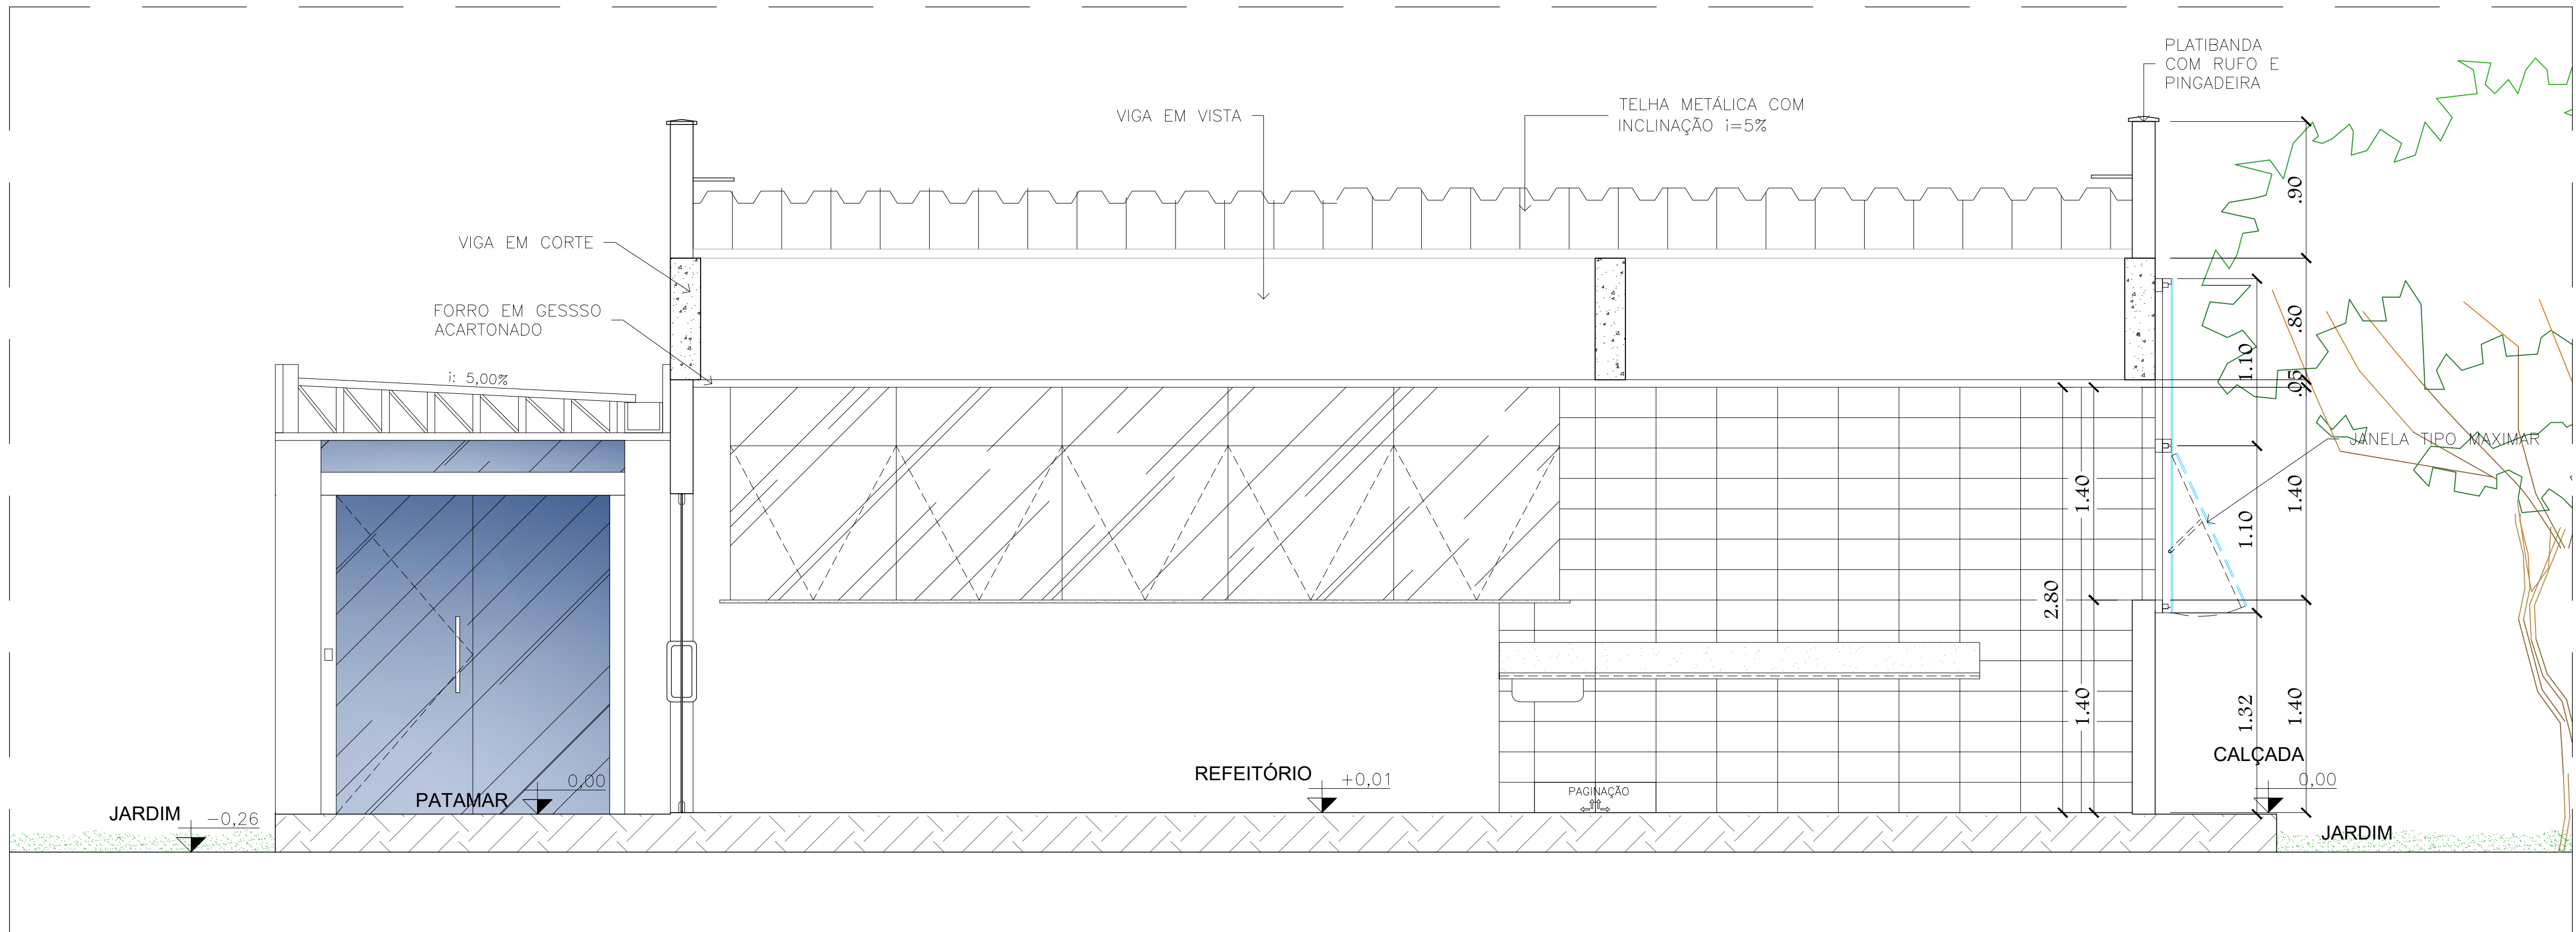 PLATIBANDA
COM RUFO E
PINGADEIRA
TELHA METÁLICA COM
INCLINAÇÃO i=5%
VIGA EM VISTA
.90
VIGA EM CORTE
FORRO EM GESSSO
ACARTONADO
.80
1.10
.05
i: 5,00%
JANELA TIPO MAXIMAR
1.40
1.40
1.10
2.80
1.40
1.32
1.40
CALÇADA
0,00
REFEITÓRIO
+0,01
0,00
PATAMAR
PAGINAÇÃO
JARDIM
-0,26
JARDIM